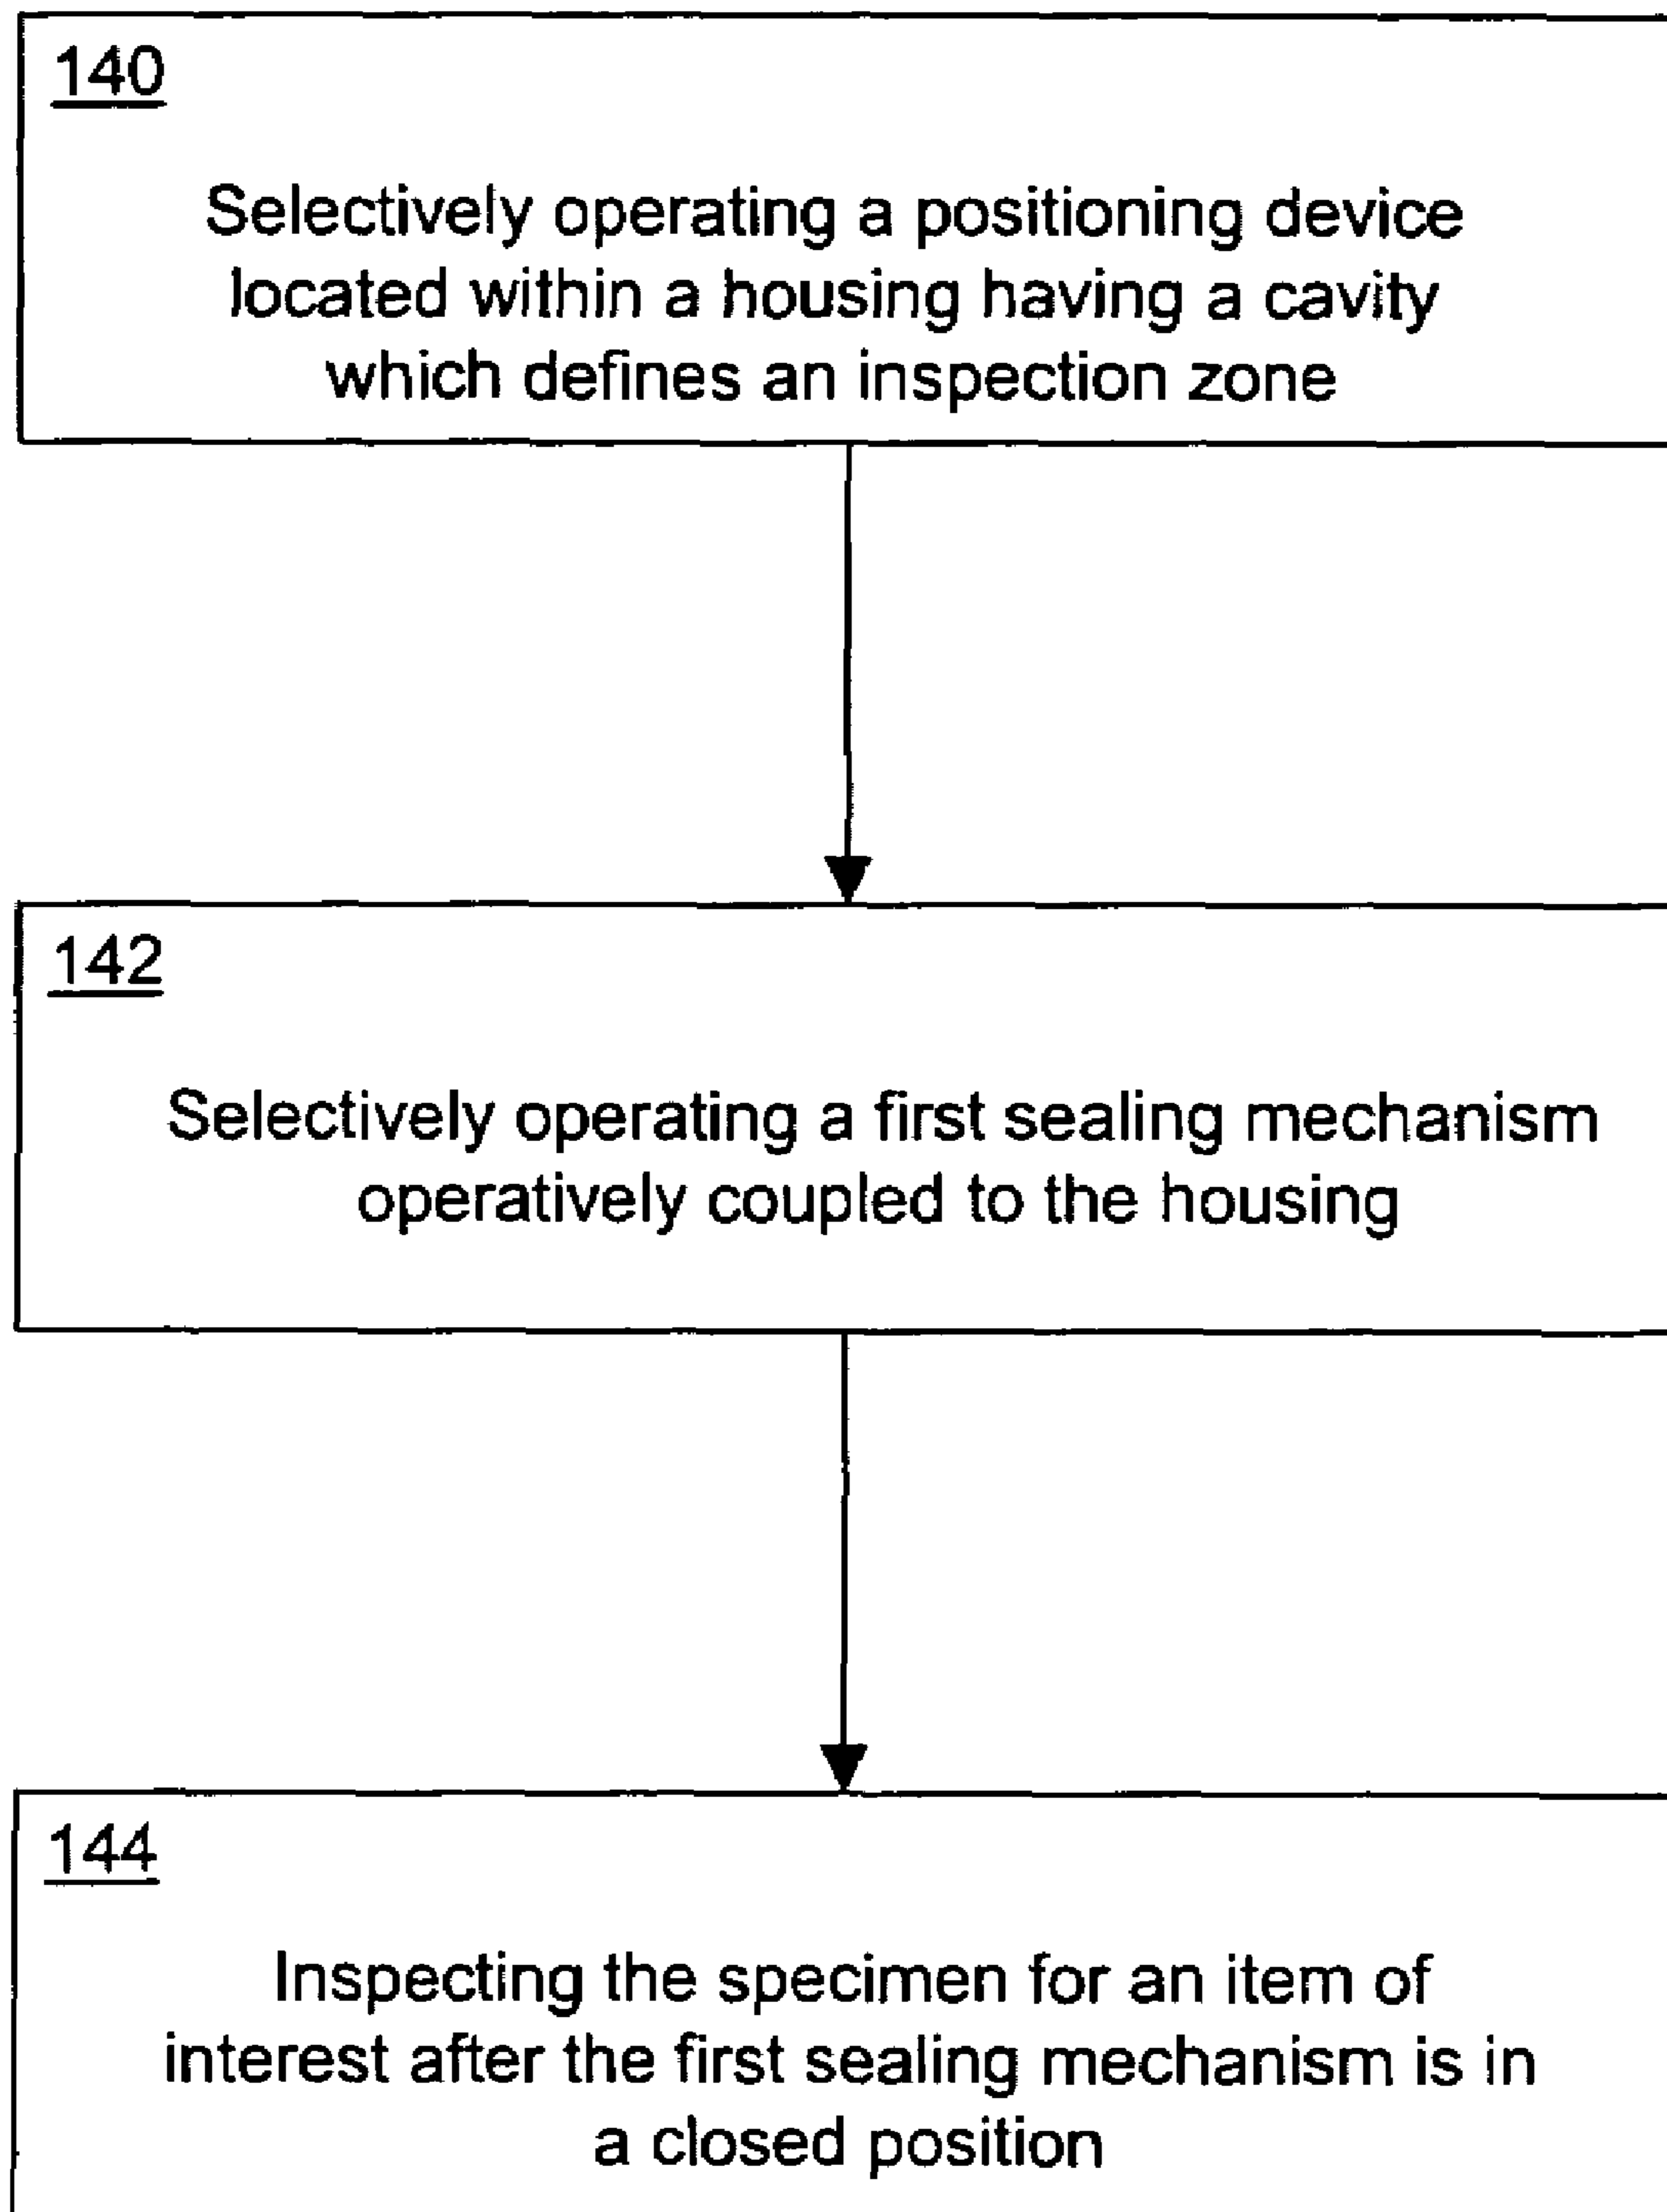 140
Selectively operating a positioning device
located within a housing having a cavity
which defines an inspection zone
142
Selectively operating a first sealing mechanism
operatively coupled to the housing
144
Inspecting the specimen for an item of
interest after the first sealing mechanism is in
a closed position